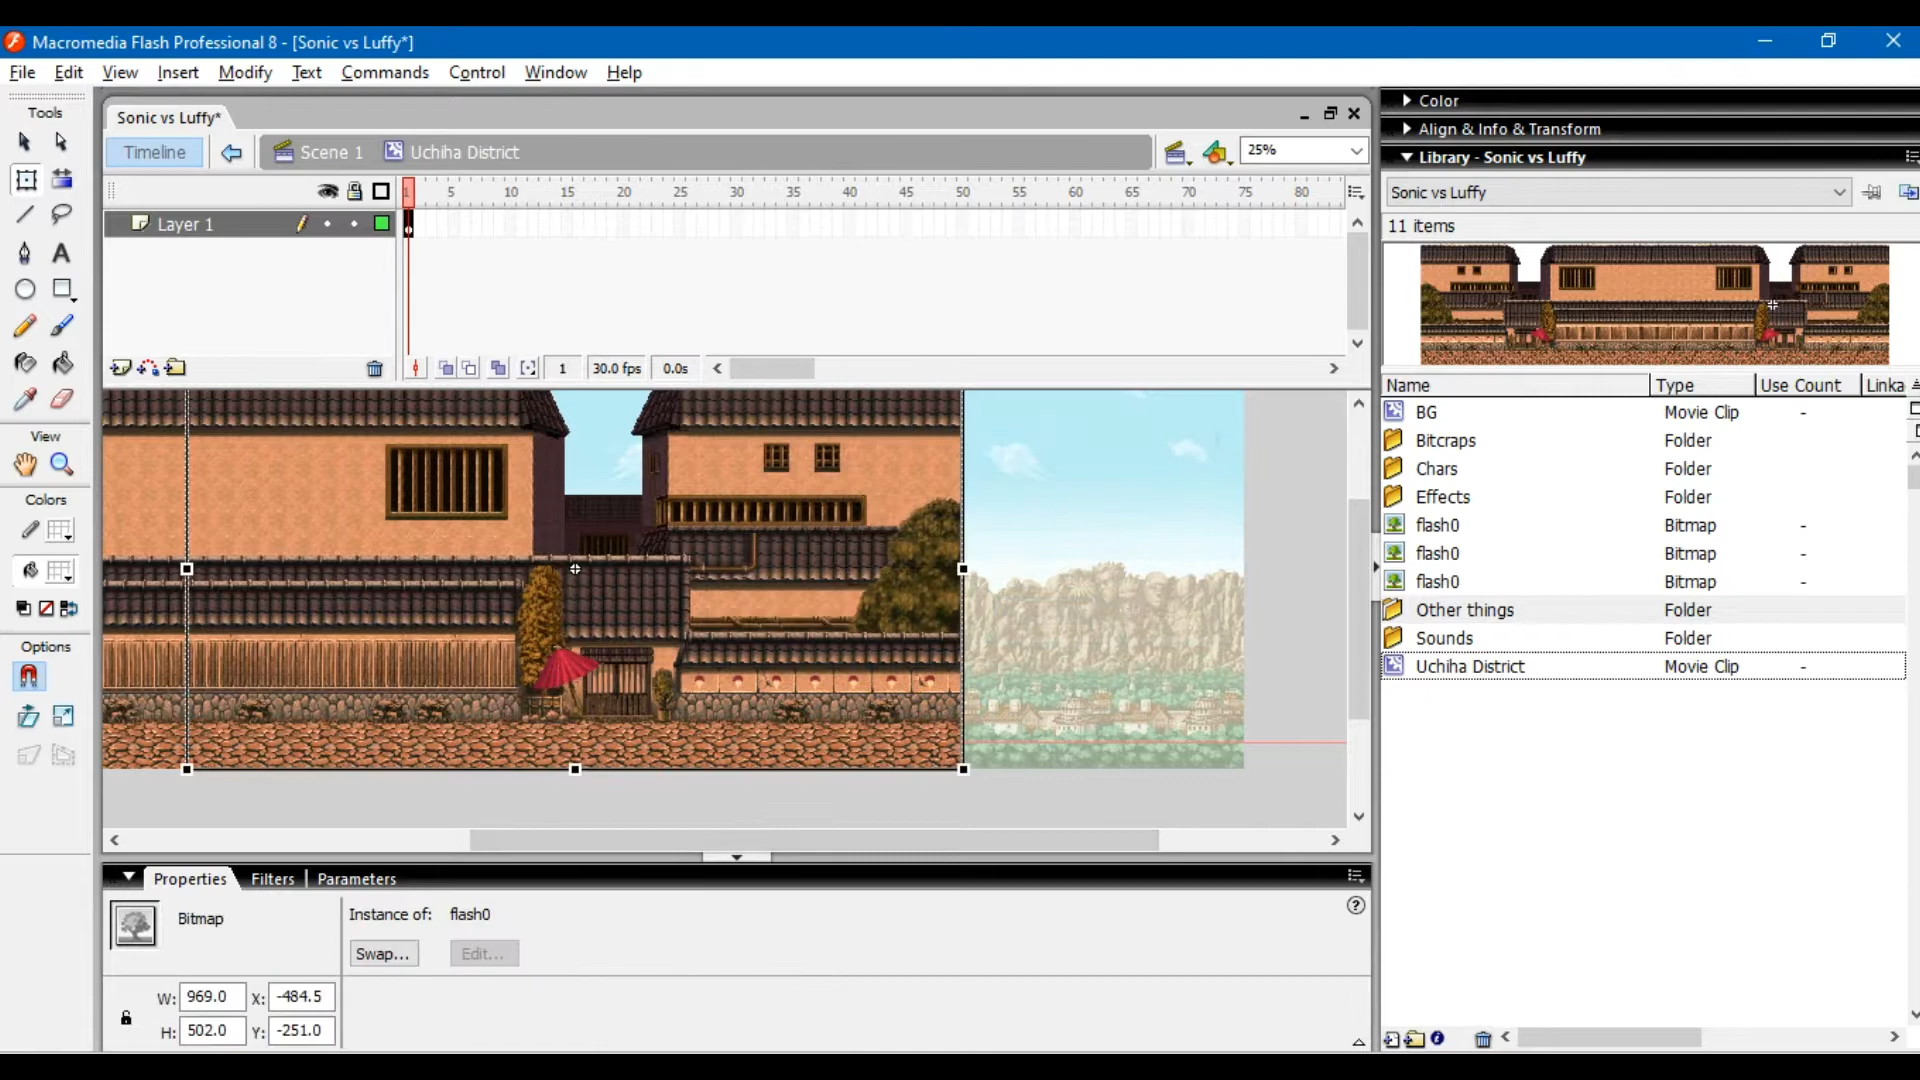 Macromedia Flash Professional 8 - [Sonic vs Luffy*]
File Edit View Insert Modify Text Commands Control Window Help
Tools
View
Colors
Options
Sonic vs Luffy*
Timeline
Scene 1
Uchiha District
25%
1 5 10 15 20 25 30 35 40 45 50 55 60 65 70 75 80
Layer 1
1 30.0 fps 0.0s
Properties Filters Parameters
Bitmap
Instance of: flash0
Swap... Edit...
W: 969.0 X: -484.5
H: 502.0 Y: -251.0
Color
Align & Info & Transform
Library - Sonic vs Luffy
Sonic vs Luffy
11 items
Name Type Use Count Linka
BG Movie Clip -
Bitcraps Folder
Chars Folder
Effects Folder
flash0 Bitmap -
flash0 Bitmap -
flash0 Bitmap -
Other things Folder
Sounds Folder
Uchiha District Movie Clip -